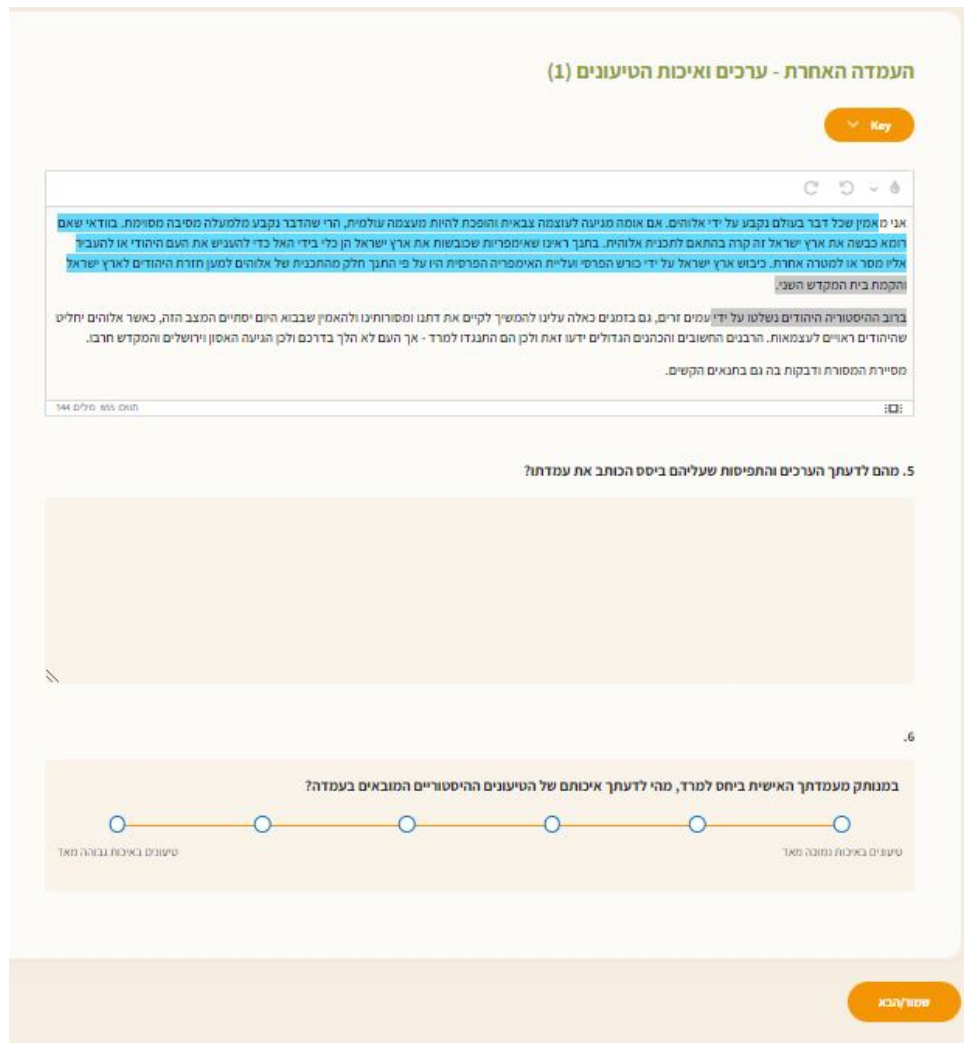 העמדה האחרת - ערכים ואיכות הטיעונים (1)
Key
אני מאמין שכל דבר בעולם נקבע על ידי אלוהים. אם אומה מגיעה לעוצמה צבאית והופכת להיות מעצמה עולמית, הרי שהדבר נקבע מלמעלה מסיבה מסוימת. בוודאי שאם
רומא כבשה את ארץ ישראל זה קרה בהתאם לתכנית אלוהית. בתנך ראינו שאימפריות שכובשות את ארץ ישראל הן כלי בידי האל כדי להעניש את העם היהודי או להעביר
אליו מסר או למטרה אחרת. כיבוש ארץ ישראל על ידי כורש הפרסי ועליית האימפריה הפרסית היו על פי התנך חלק מהתכנית של אלוהים למען חזרת היהודים לארץ ישראל
והקמת בית המקדש השני.
ברוב ההיסטוריה היהודים נשלטו על ידי עמים זרים, גם בזמנים כאלה עלינו להמשיך לקיים את דתנו ומסורותינו ולהאמין שבבוא היום יסתיים המצב הזה, כאשר אלוהים יחליט
שהיהודים ראויים לעצמאות. הרבנים החשובים והכהנים הגדולים ידעו זאת ולכן הם התנגדו למרד - אך העם לא הלך בדרכם ולכן הגיעה האסון וירושלים והמקדש חרבו.
מסיירת המסורת ודבקות בה גם בתנאים הקשים.
תווים: 655 מילים: 144
5. מהם לדעתך הערכים והתפיסות שעליהם ביסס הכותב את עמדתו?
6.
במנותק מעמדתך האישית ביחס למרד, מהי לדעתך איכותם של הטיעונים ההיסטוריים המובאים בעמדה?
טיעונים באיכות נמוכה מאד
טיעונים באיכות גבוהה מאד
שמור/הבא